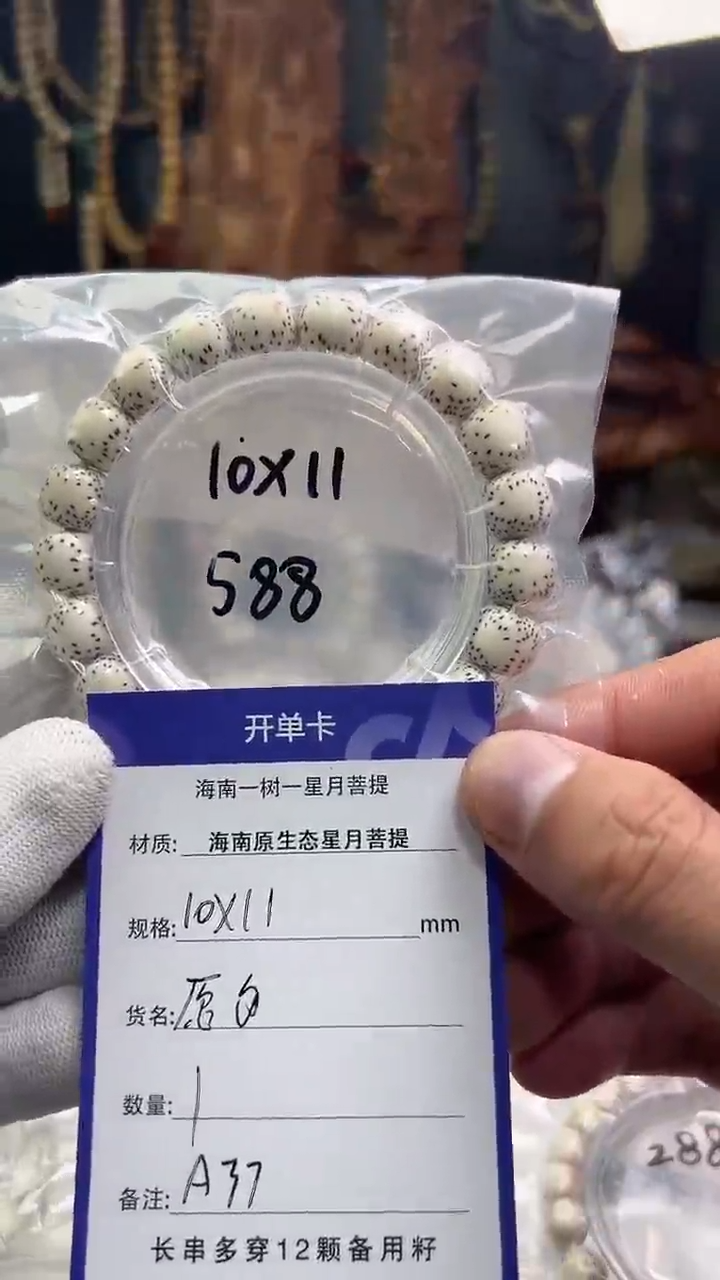 10X11
588
开单卡
海南一树一星月菩提
材质: 海南原生态星月菩提
规格: 10X11 mm
货名: 原白
数量: 1
备注: A37
长串多穿12颗备用籽
288